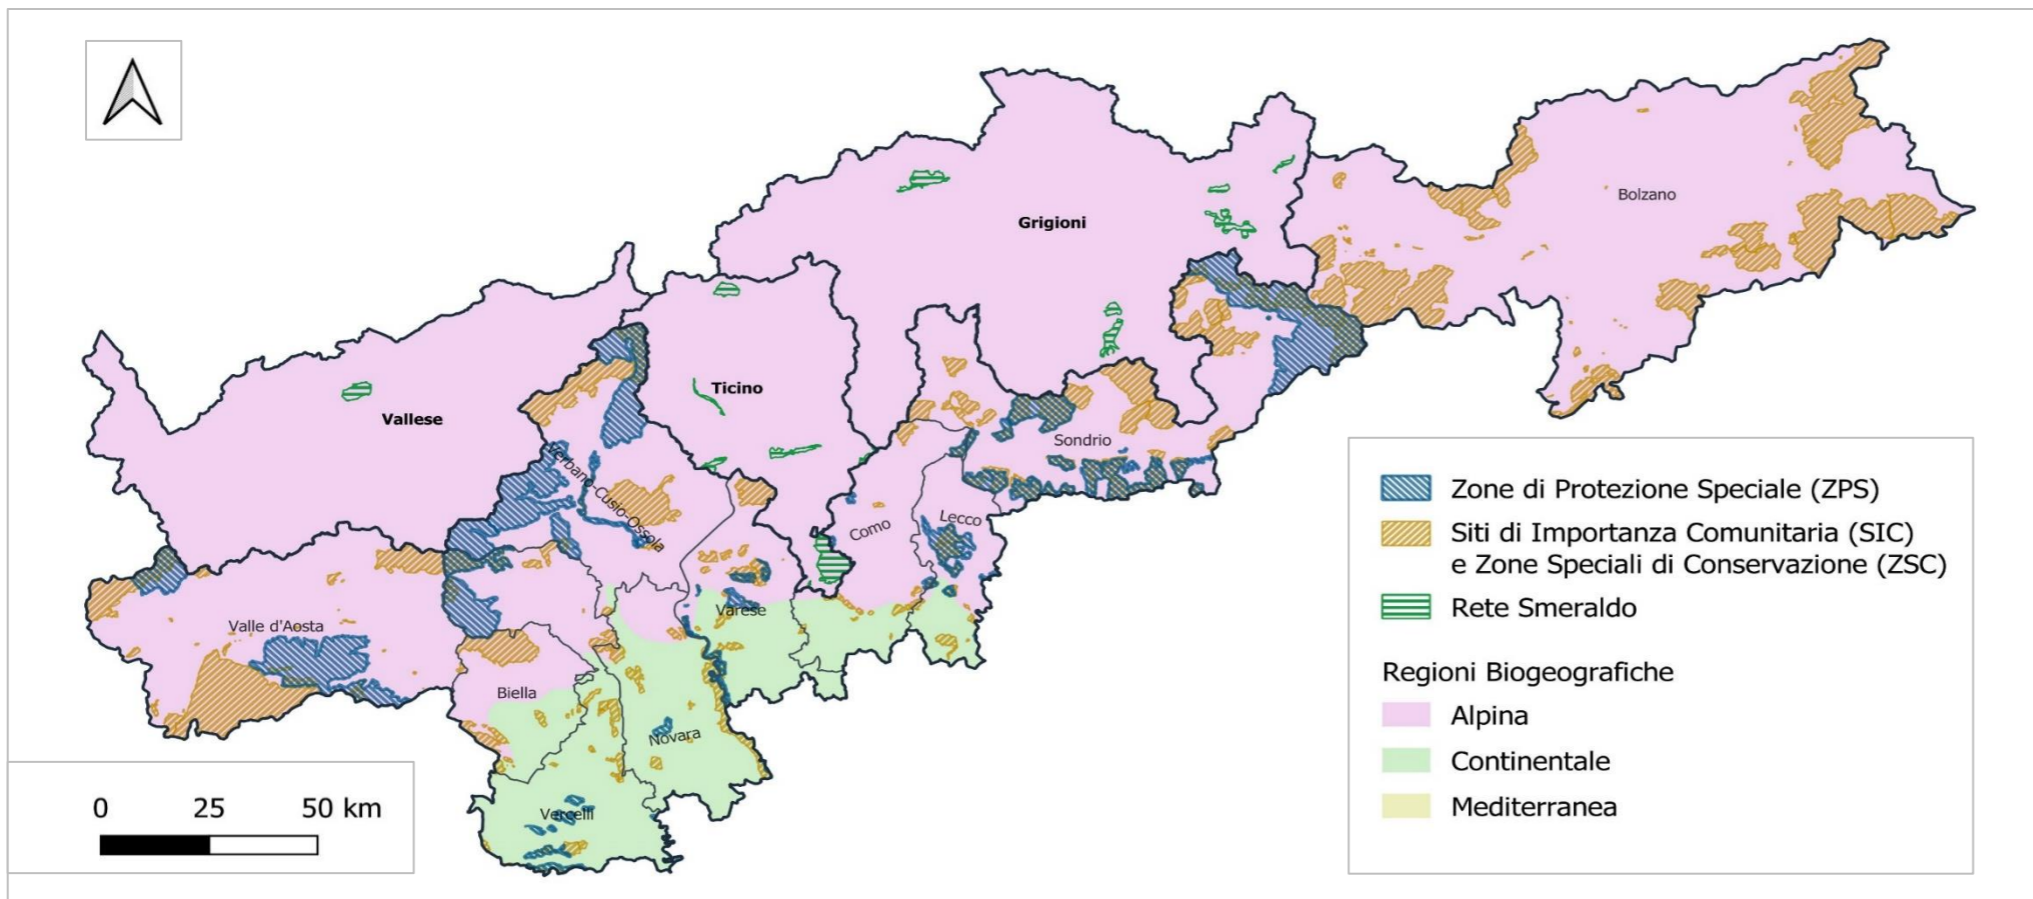 Bolzano
Grigioni
Ticino
Vallese
Sondrio
Verbano-Cusio-Ossola
Como
Lecco
Varese
Valle d'Aosta
Biella
Novara
Vercelli
Zone di Protezione Speciale (ZPS)
Siti di Importanza Comunitaria (SIC)
e Zone Speciali di Conservazione (ZSC)
Rete Smeraldo
Regioni Biogeografiche
Alpina
Continentale
Mediterranea
0 25 50 km